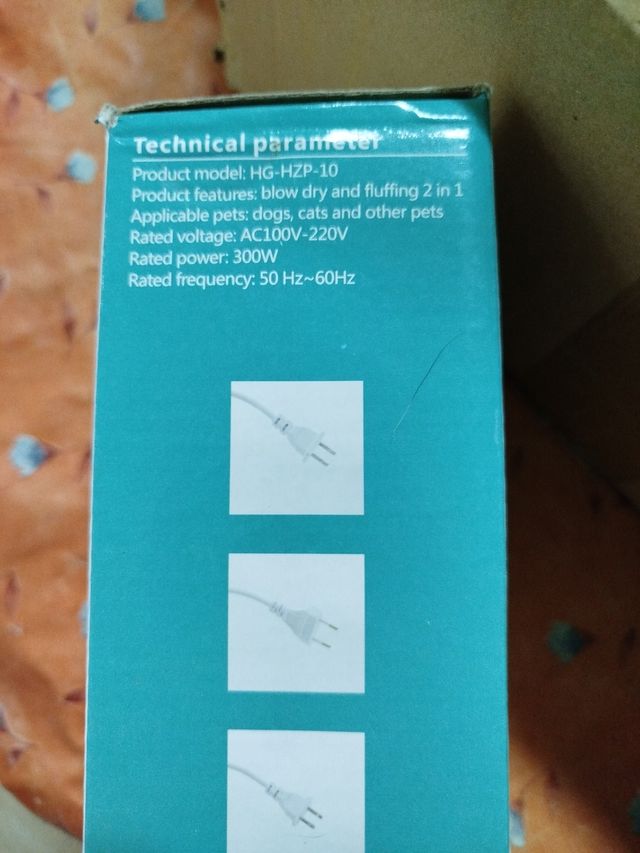 Technical parameter
Product model: HG-HZP-10
Product features: blow dry and fluffing 2 in 1
Applicable pets: dogs, cats and other pets
Rated voltage: AC100V-220V
Rated power: 300W
Rated frequency: 50 Hz~60Hz